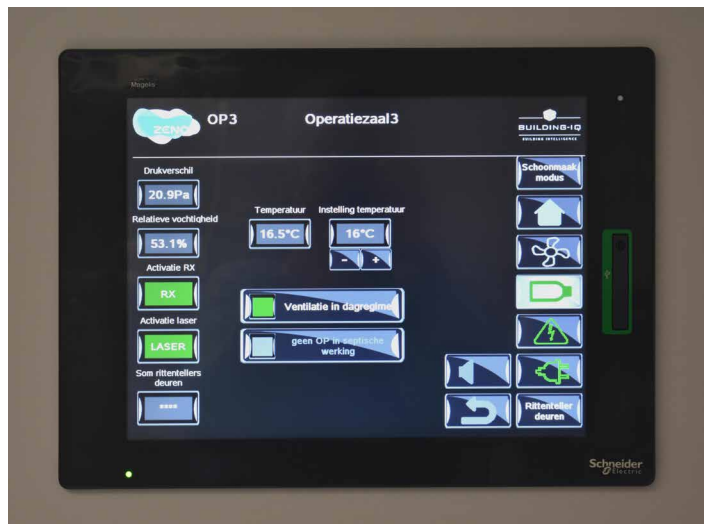 Magelis
ZENO
OP3
Operatiezaal3
BUILDING-IQ
BUILDING INTELLIGENCE
Drukverschil
20.9Pa
Relatieve vochtigheid
53.1%
Activatie RX
RX
Activatie laser
LASER
Som rittentellers
deuren
****
Temperatuur
16.5°C
Instelling temperatuur
16°C
-
+
Ventilatie in dagregime
geen OP in septische
werking
Schoonmaak
modus
Rittenteller
deuren
Schneider
Electric